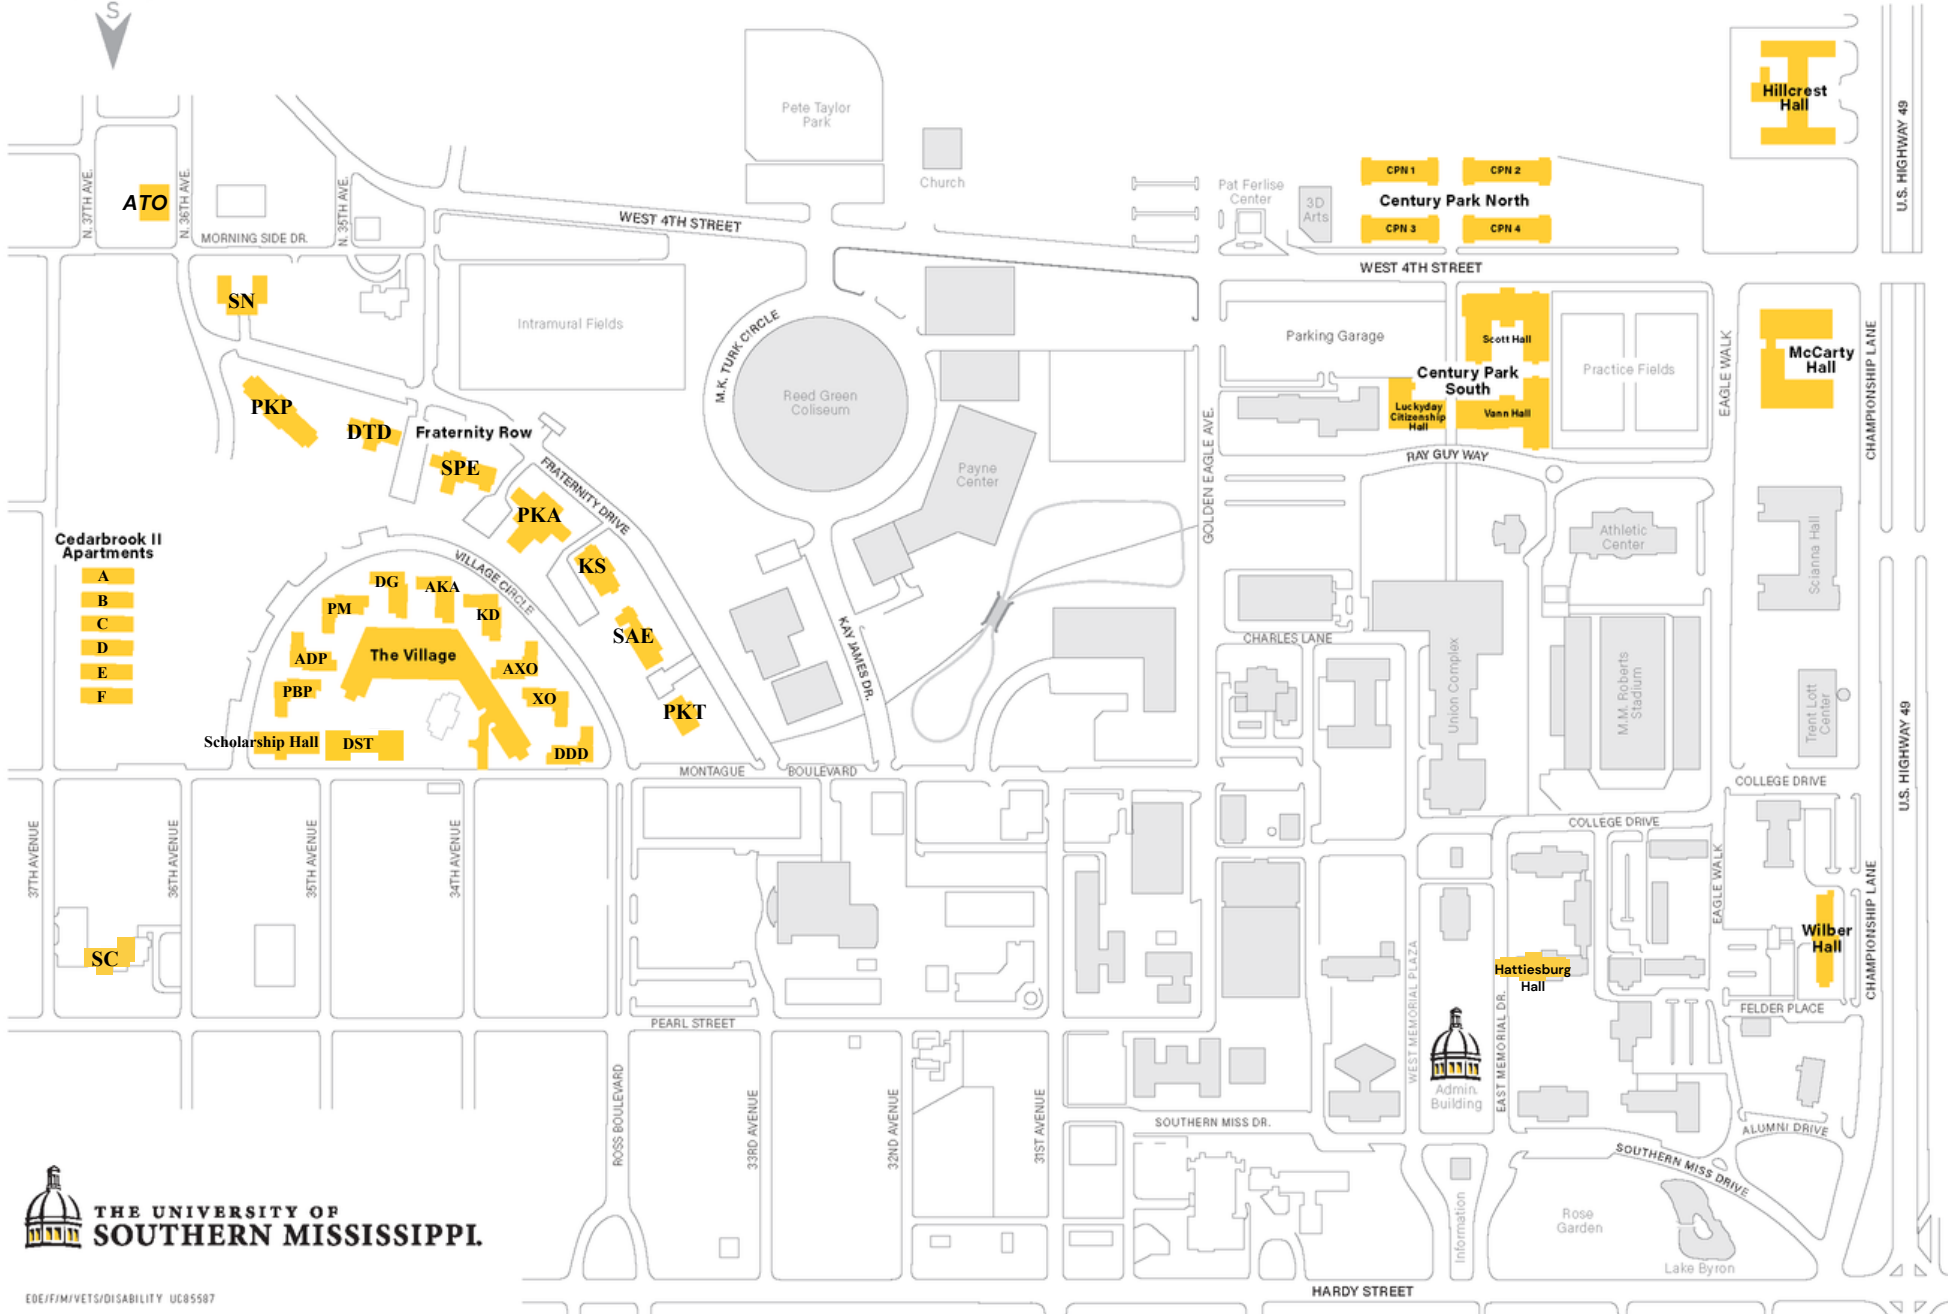 S
Pete Taylor
Park
Church
Hillcrest
Hall
U.S. HIGHWAY 49
N. 37TH AVE.
ATO
N. 36TH AVE.
N. 35TH AVE.
MORNING SIDE DR.
WEST 4TH STREET
Pat Ferlise
Center
3D
Arts
CPN 1
CPN 2
Century Park North
CPN 3
CPN 4
WEST 4TH STREET
SN
Intramural Fields
M.K. TURK CIRCLE
Reed Green
Coliseum
Parking Garage
Scott Hall
Century Park
South
Luckyday
Citizenship
Hall
Vann Hall
Practice Fields
EAGLE WALK
McCarty
Hall
CHAMPIONSHIP LANE
PKP
DTD
Fraternity Row
SPE
FRATERNITY DRIVE
PKA
KS
SAE
PKT
Payne
Center
GOLDEN EAGLE AVE.
RAY GUY WAY
Athletic
Center
Scianna Hall
Cedarbrook II
Apartments
A
B
C
D
E
F
VILLAGE CIRCLE
DG
AKA
PM
KD
ADP
The Village
AXO
PBP
XO
Scholarship Hall
DST
DDD
KAY JAMES DR.
CHARLES LANE
Union Complex
M.M. Roberts
Stadium
Trent Lott
Center
U.S. HIGHWAY 49
MONTAGUE
BOULEVARD
COLLEGE DRIVE
COLLEGE DRIVE
37TH AVENUE
36TH AVENUE
35TH AVENUE
34TH AVENUE
SC
EAGLE WALK
CHAMPIONSHIP LANE
Wilber
Hall
Hattiesburg
Hall
WEST MEMORIAL PLAZA
EAST MEMORIAL DR.
FELDER PLACE
PEARL STREET
Admin.
Building
ROSS BOULEVARD
33RD AVENUE
32ND AVENUE
31ST AVENUE
SOUTHERN MISS DR.
ALUMNI DRIVE
SOUTHERN MISS DRIVE
Information
Rose
Garden
Lake Byron
THE UNIVERSITY OF
SOUTHERN MISSISSIPPI.
HARDY STREET
EOE/F/M/VETS/DISABILITY UC85587